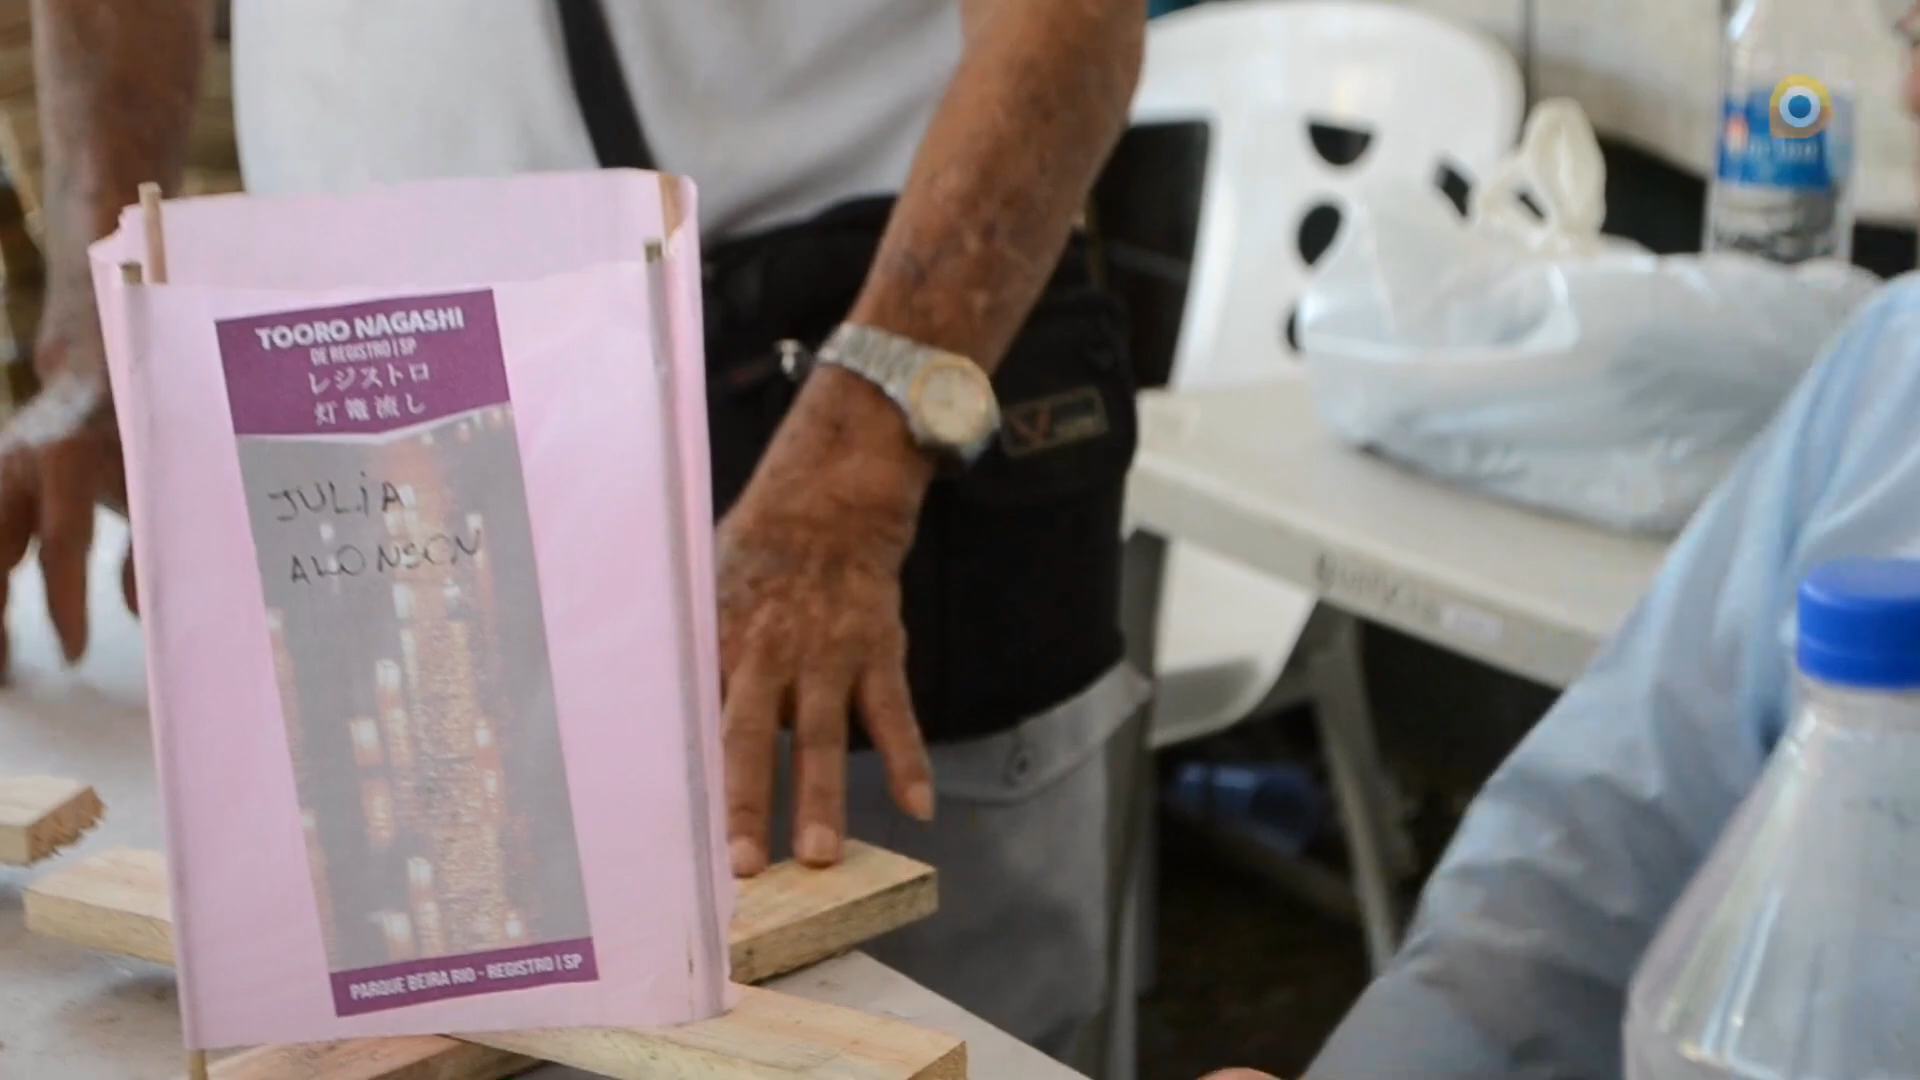 TOORO NAGASHI
DE REGISTRO | SP
レジストロ
灯籠流し
JULiA
ALONSON
PARQUE BEIRA RIO - REGISTRO | SP